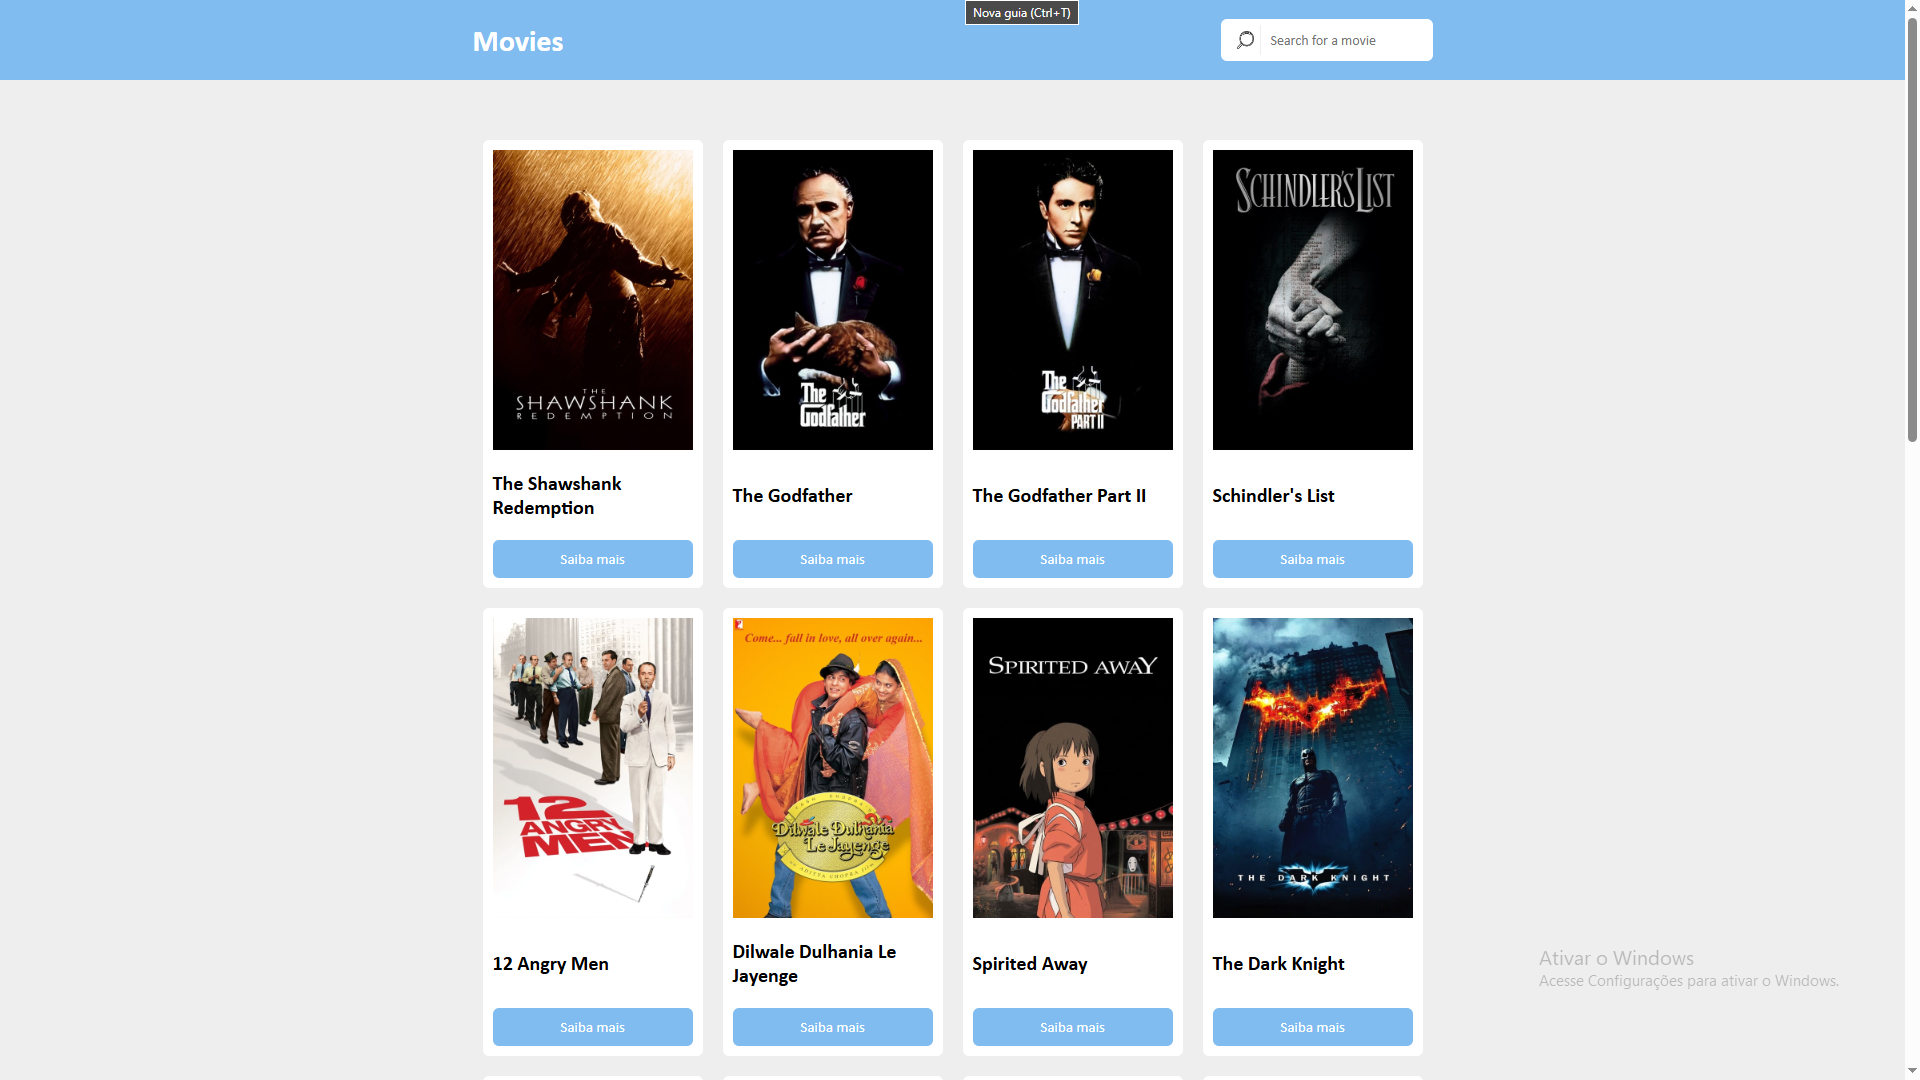 Nova guia (Ctrl+T)
Movies
Search for a movie
THE
SHAWSHANK
REDEMPTION
The
Godfather
The
Godfather
PART II
SCHINDLER'S LIST
The Shawshank
Redemption
The Godfather
The Godfather Part II
Schindler's List
Saiba mais
Saiba mais
Saiba mais
Saiba mais
12
ANGRY
MEN
Come... fall in love, all over again...
YASH CHOPRA
Dilwale Dulhania
Le Jayenge
ADITYA CHOPRA
SPIRITED AWAY
THE DARK KNIGHT
12 Angry Men
Dilwale Dulhania Le
Jayenge
Spirited Away
The Dark Knight
Saiba mais
Saiba mais
Saiba mais
Saiba mais
Ativar o Windows
Acesse Configurações para ativar o Windows.